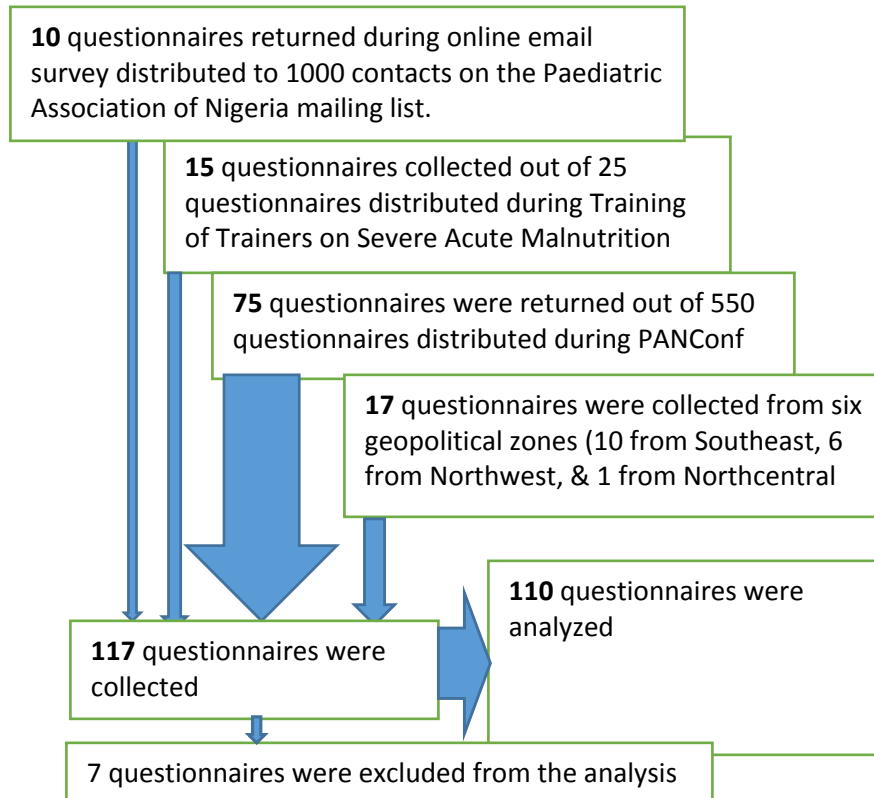 10 questionnaires returned during online email
survey distributed to 1000 contacts on the Paediatric
Association of Nigeria mailing list.
15 questionnaires collected out of 25
questionnaires distributed during Training
of Trainers on Severe Acute Malnutrition
75 questionnaires were returned out of 550
questionnaires distributed during PANConf
17 questionnaires were collected from six
geopolitical zones (10 from Southeast, 6
from Northwest, & 1 from Northcentral
110 questionnaires were
analyzed
117 questionnaires were
collected
7 questionnaires were excluded from the analysis